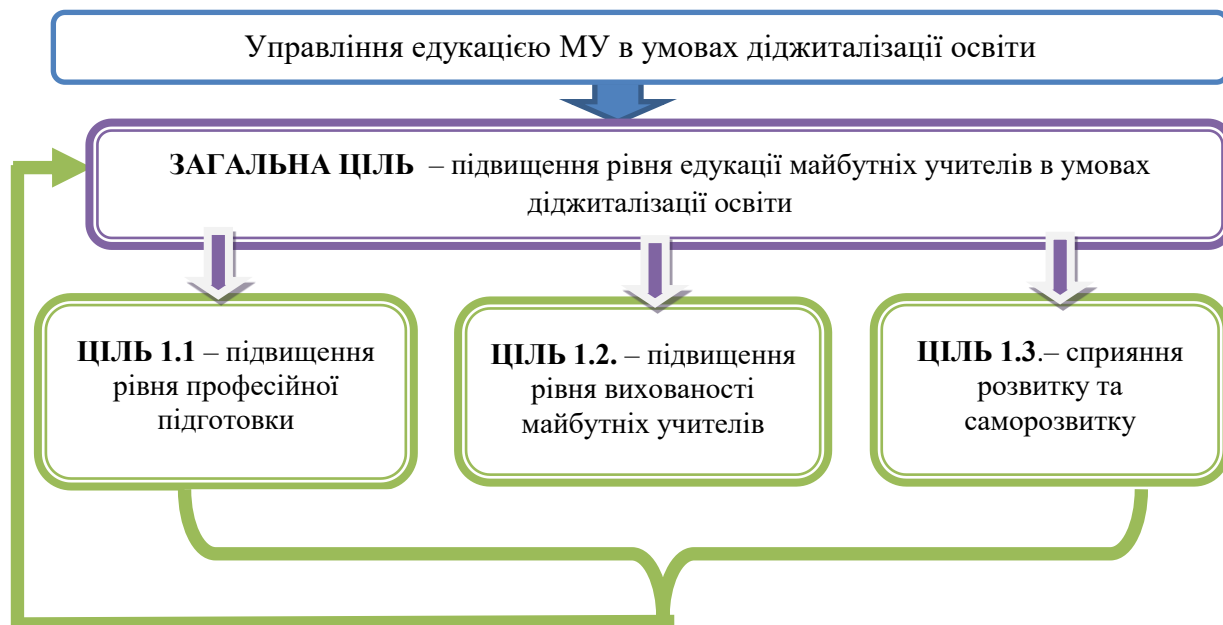 Управління едукацією МУ в умовах діджиталізації освіти
ЗАГАЛЬНА ЦІЛЬ – підвищення рівня едукації майбутніх учителів в умовах
діджиталізації освіти
ЦІЛЬ 1.1 – підвищення
рівня професійної
підготовки
ЦІЛЬ 1.2. – підвищення
рівня вихованості
майбутніх учителів
ЦІЛЬ 1.3.– сприяння
розвитку та
саморозвитку